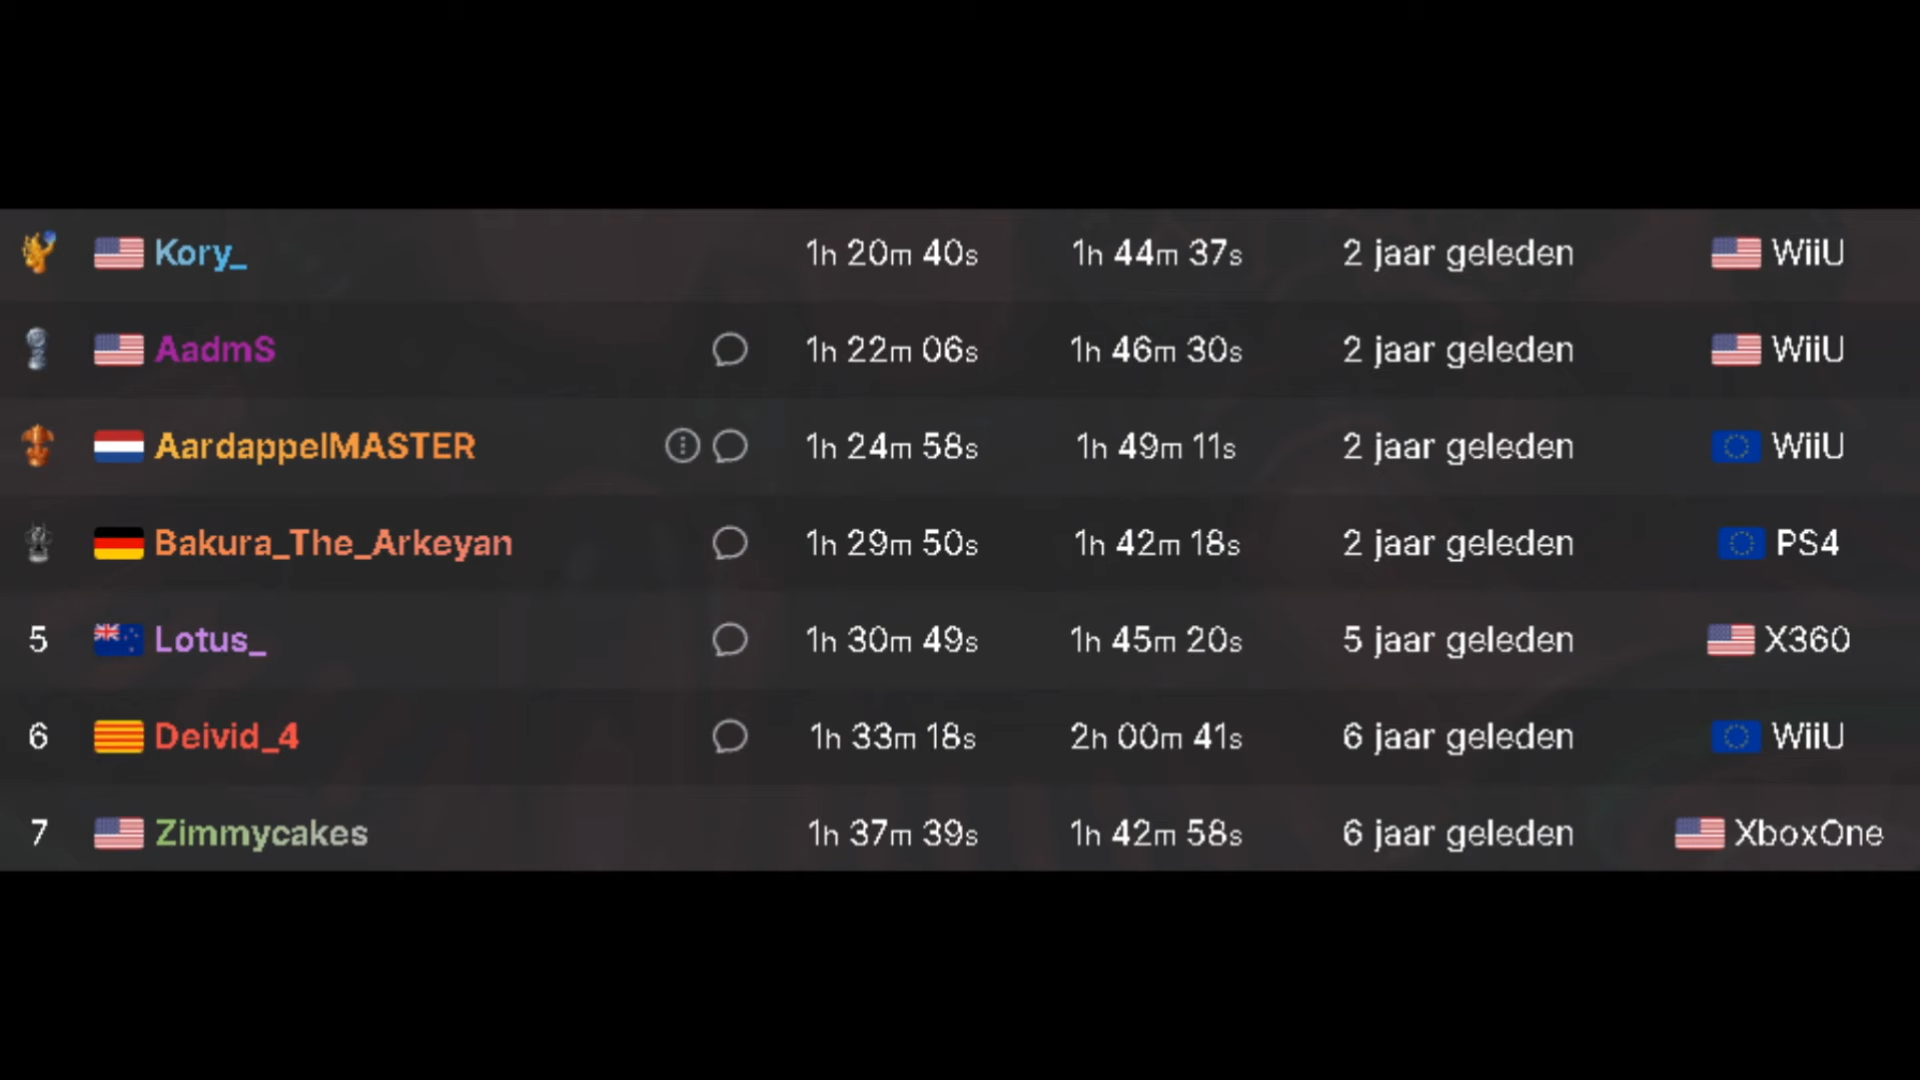 Kory_ 1h 20m 40s 1h 44m 37s 2 jaar geleden WiiU
AadmS 1h 22m 06s 1h 46m 30s 2 jaar geleden WiiU
AardappelMASTER 1h 24m 58s 1h 49m 11s 2 jaar geleden WiiU
Bakura_The_Arkeyan 1h 29m 50s 1h 42m 18s 2 jaar geleden PS4
5 Lotus_ 1h 30m 49s 1h 45m 20s 5 jaar geleden X360
6 Deivid_4 1h 33m 18s 2h 00m 41s 6 jaar geleden WiiU
7 Zimmycakes 1h 37m 39s 1h 42m 58s 6 jaar geleden XboxOne